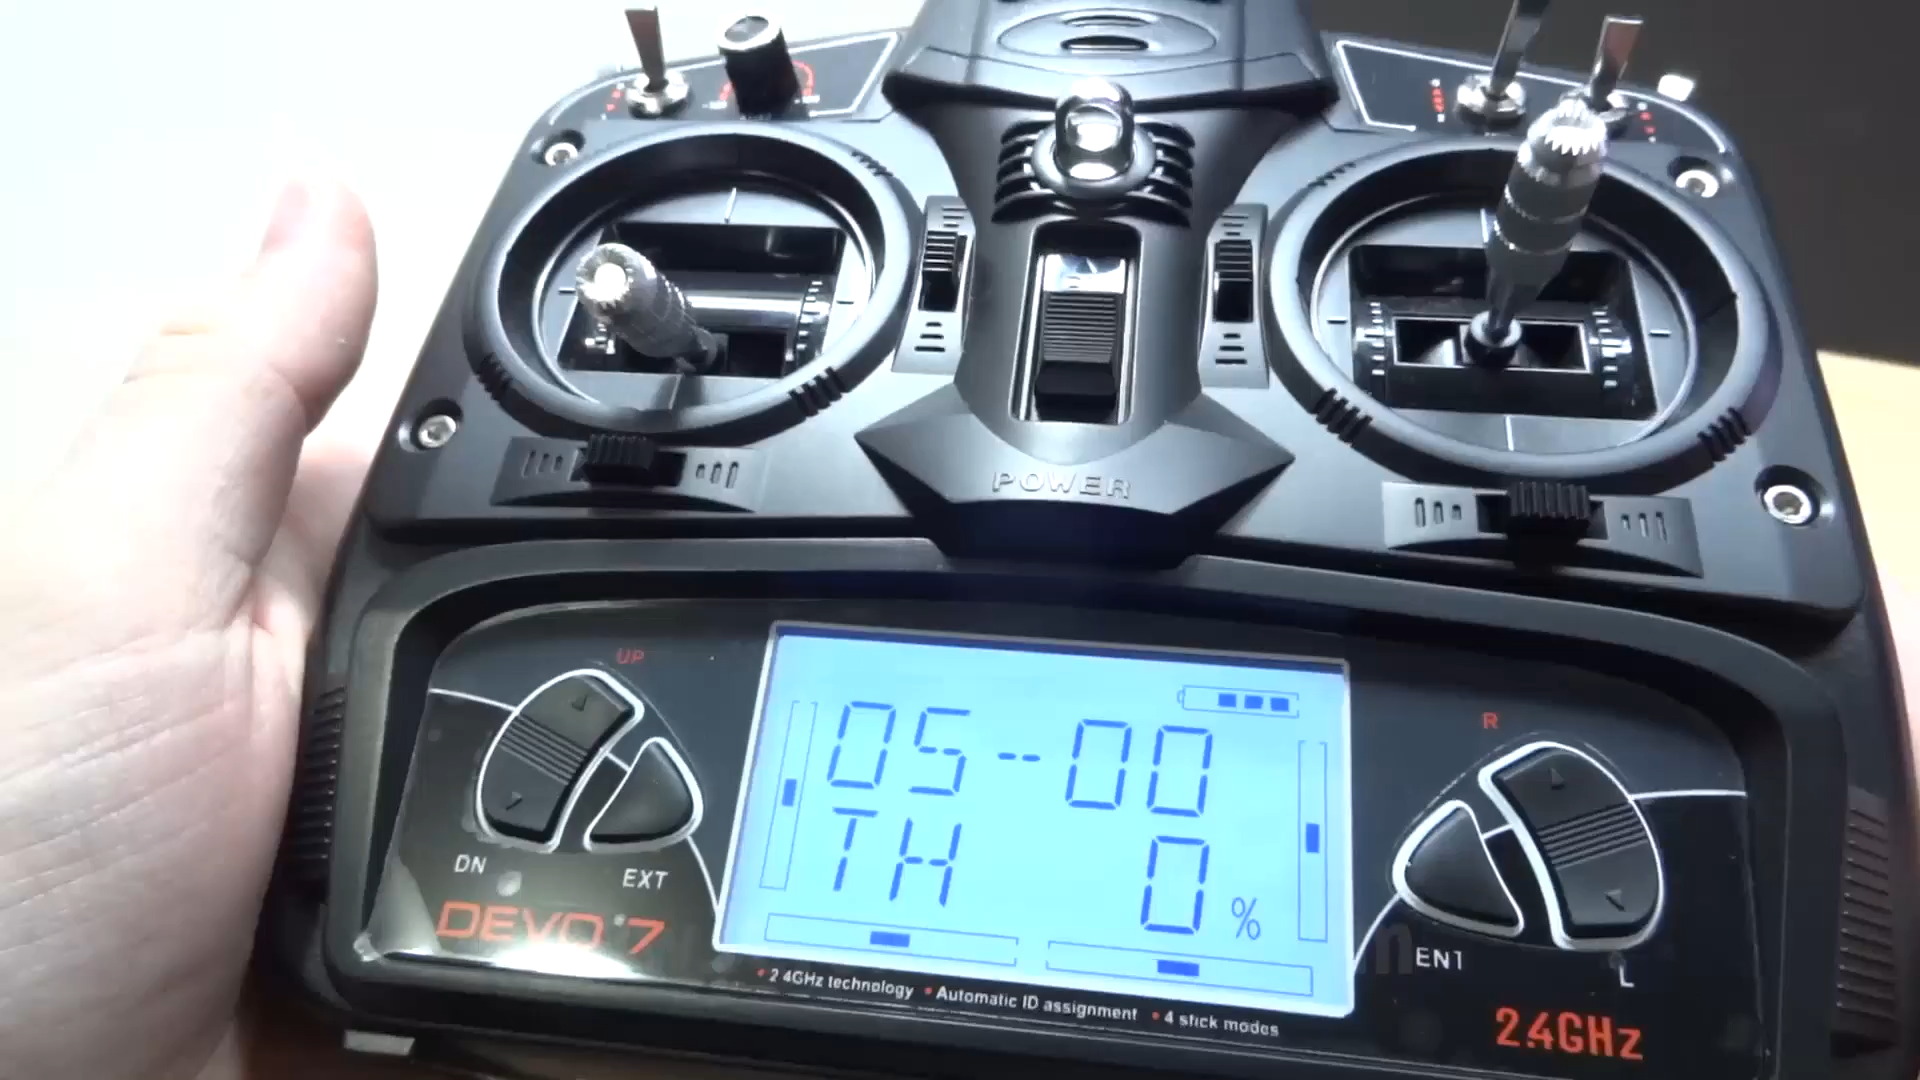 POWER
UP
R
05--00
TH 0 %
DN
EXT
ENT
L
DEVO 7
2.4GHz technology • Automatic ID assignment • 4 stick modes
2.4GHz